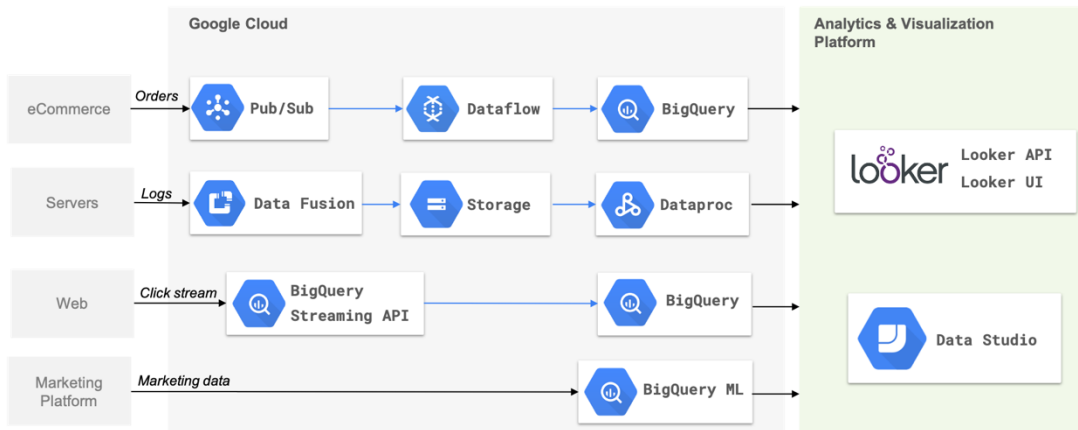 Google Cloud
Analytics & Visualization
Platform
eCommerce
Orders
Pub/Sub
Dataflow
BigQuery
Servers
Logs
Data Fusion
Storage
Dataproc
Web
Click stream
BigQuery
Streaming API
BigQuery
Marketing
Platform
Marketing data
BigQuery ML
looker
Looker API
Looker UI
Data Studio